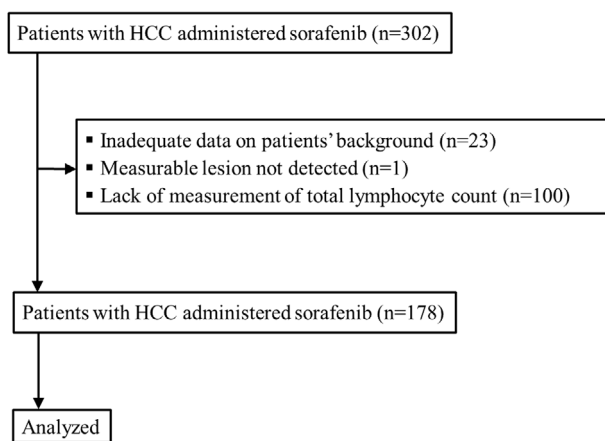 Patients with HCC administered sorafenib (n=302)
▪ Inadequate data on patients' background (n=23)
▪ Measurable lesion not detected (n=1)
▪ Lack of measurement of total lymphocyte count (n=100)
Patients with HCC administered sorafenib (n=178)
Analyzed